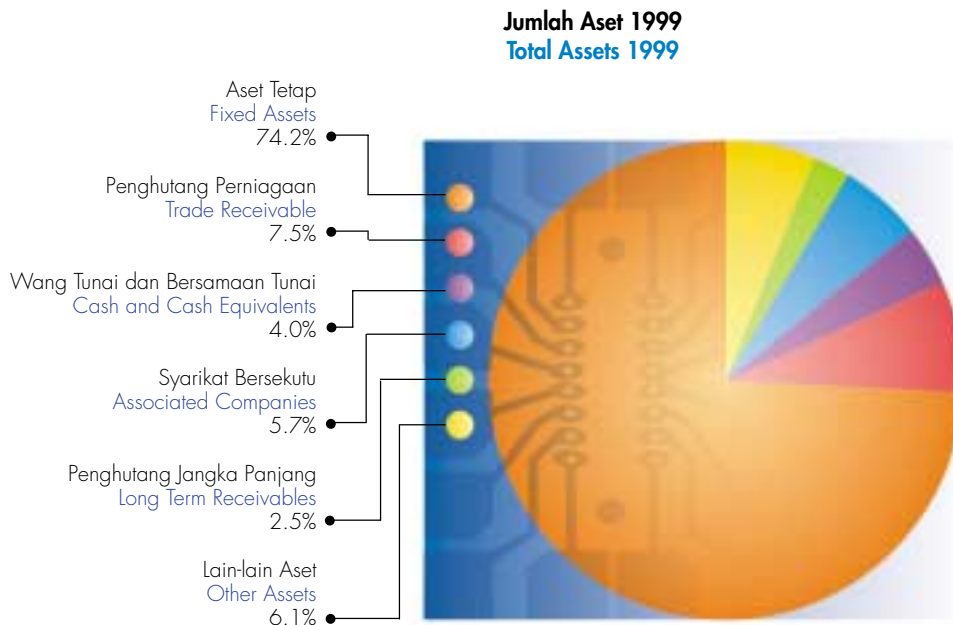 Jumlah Aset 1999
Total Assets 1999
Aset Tetap
Fixed Assets
74.2%
Penghutang Perniagaan
Trade Receivable
7.5%
Wang Tunai dan Bersamaan Tunai
Cash and Cash Equivalents
4.0%
Syarikat Bersekutu
Associated Companies
5.7%
Penghutang Jangka Panjang
Long Term Receivables
2.5%
Lain-lain Aset
Other Assets
6.1%